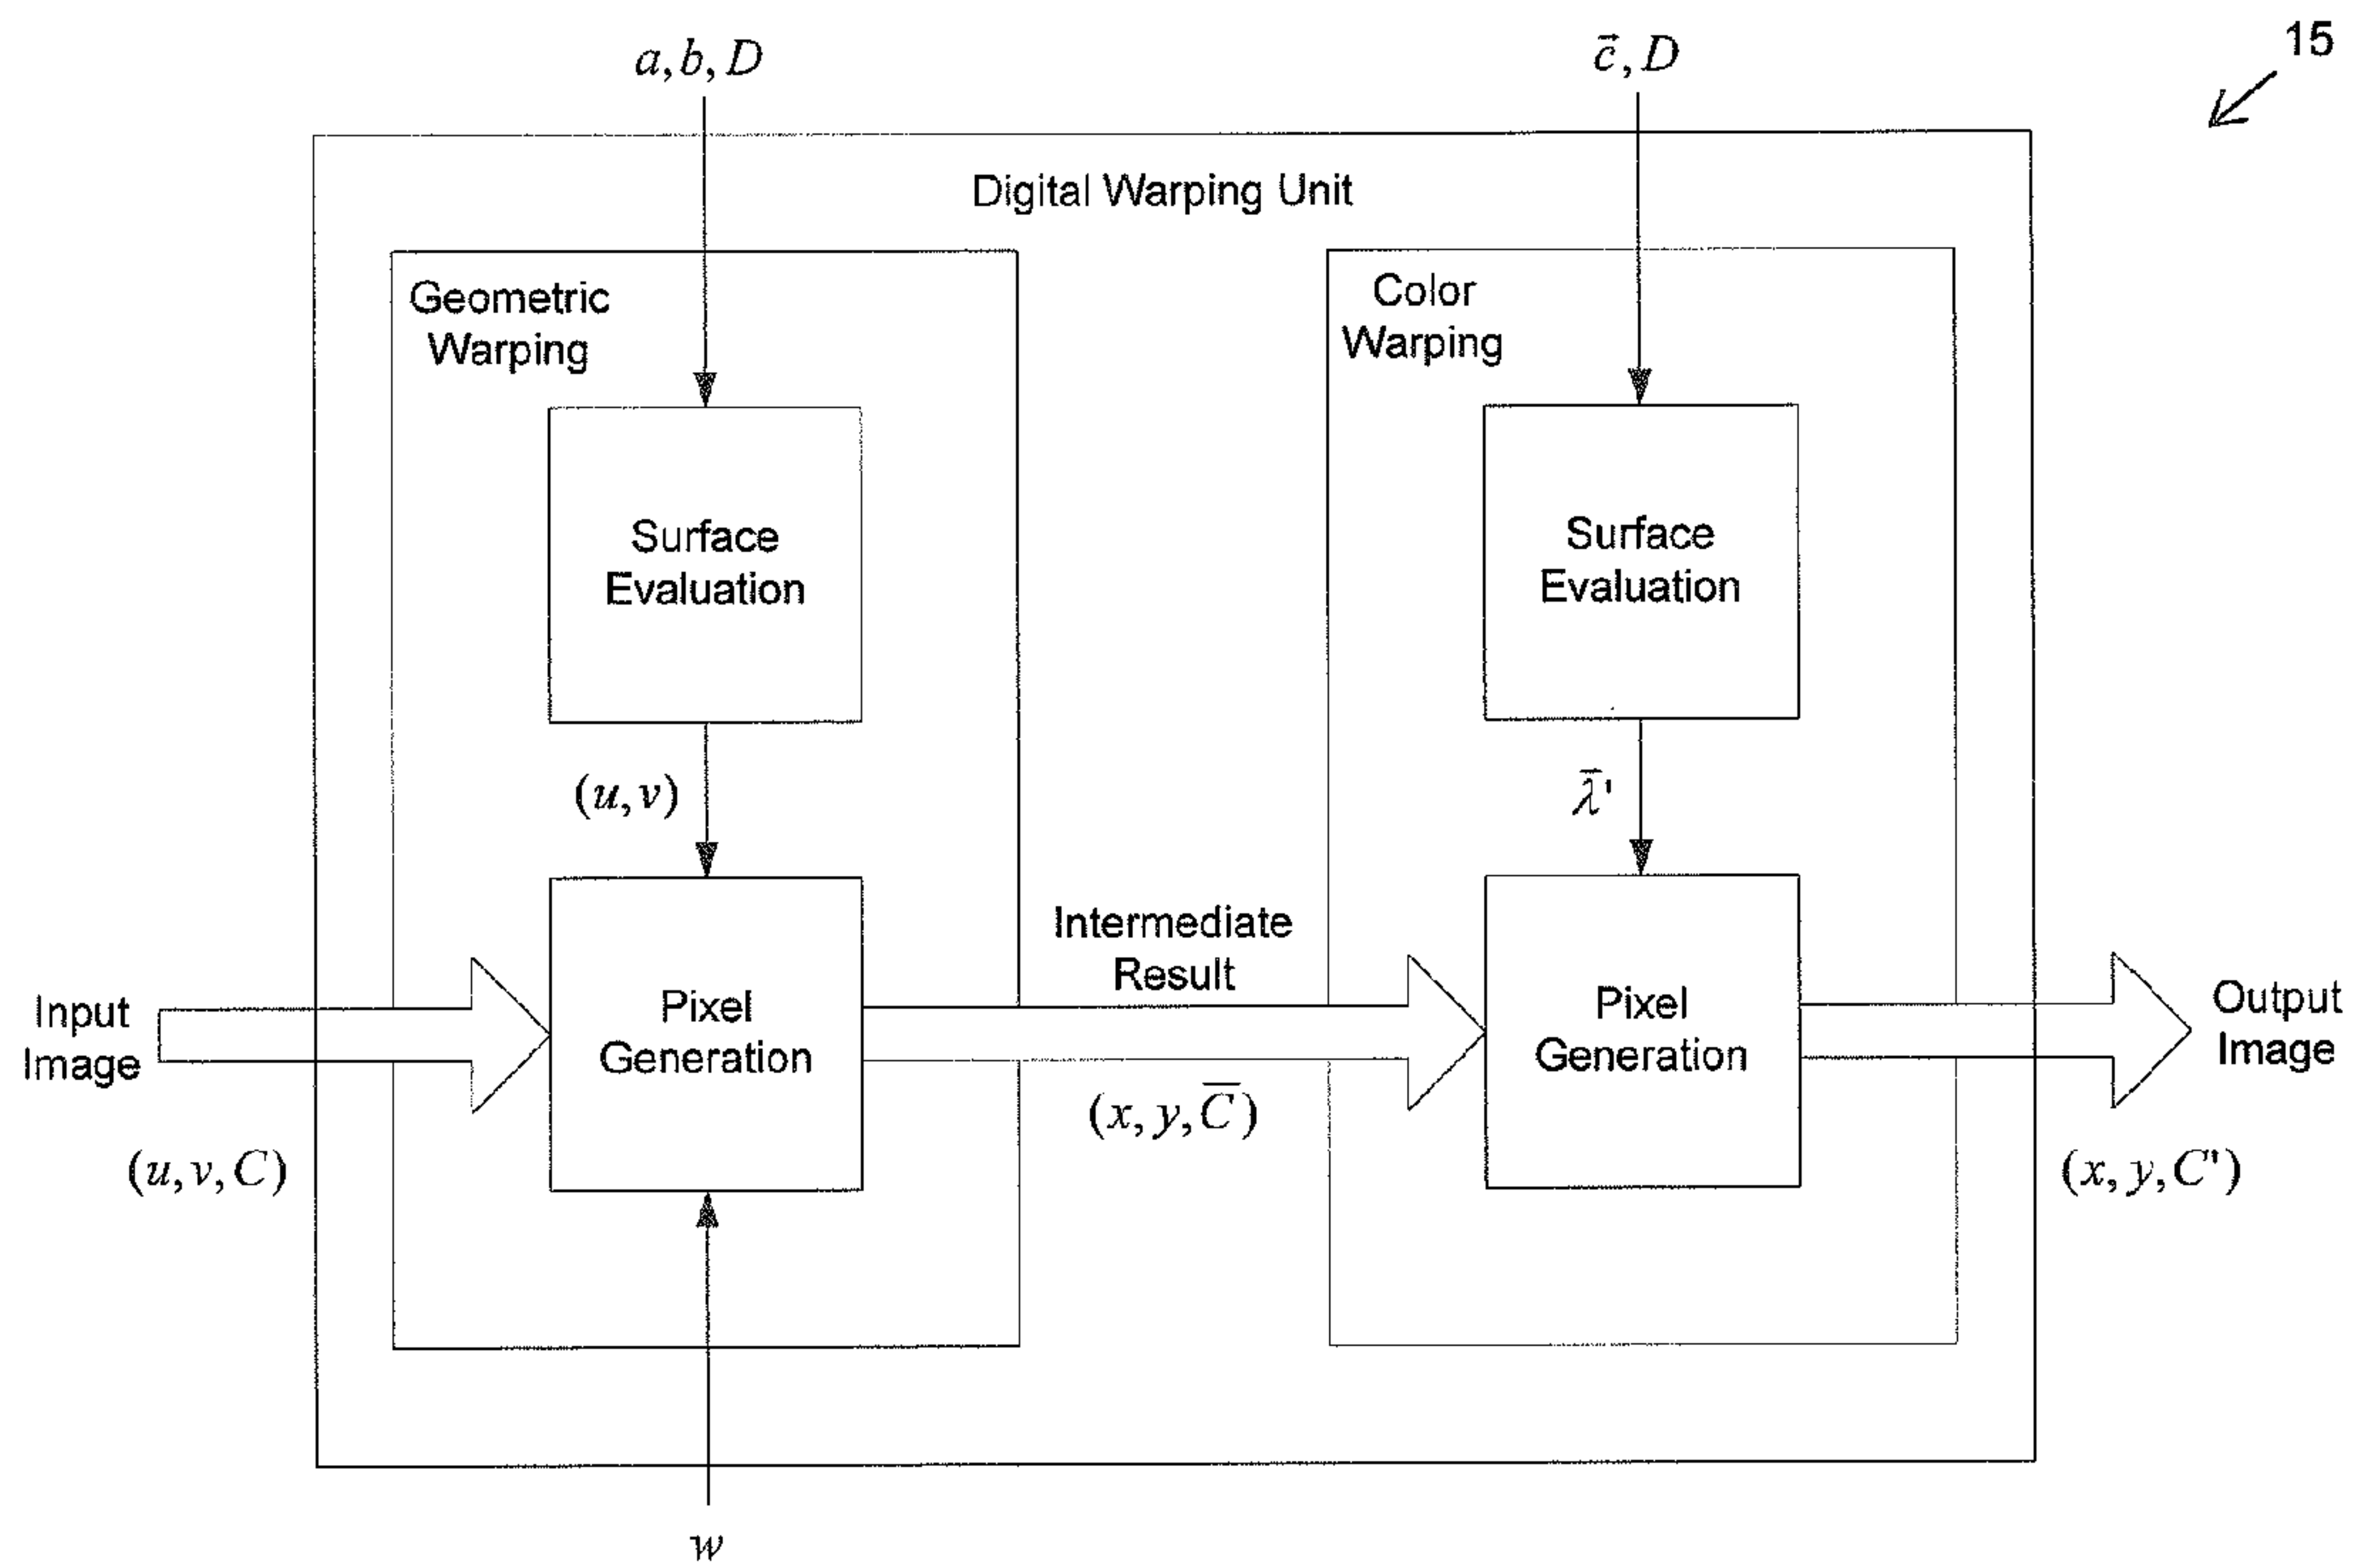 15
a, b, D
c⃗, D
Digital Warping Unit
Geometric
Warping
Color
Warping
Surface
Evaluation
Surface
Evaluation
(u, v)
λ̄'
Input
Image
Pixel
Generation
Intermediate
Result
Pixel
Generation
Output
Image
(u, v, C)
(x, y, C̅)
(x, y, C')
w